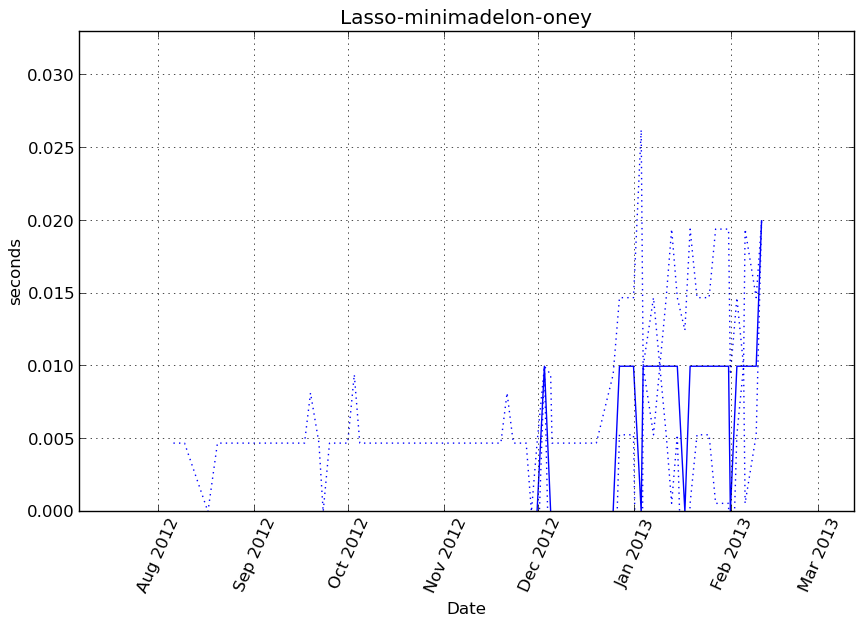 Lasso-minimadelon-oney
0.030
0.025
0.020
0.015
0.010
0.005
0.000
seconds
Aug 2012
Sep 2012
Oct 2012
Nov 2012
Dec 2012
Jan 2013
Feb 2013
Mar 2013
Date